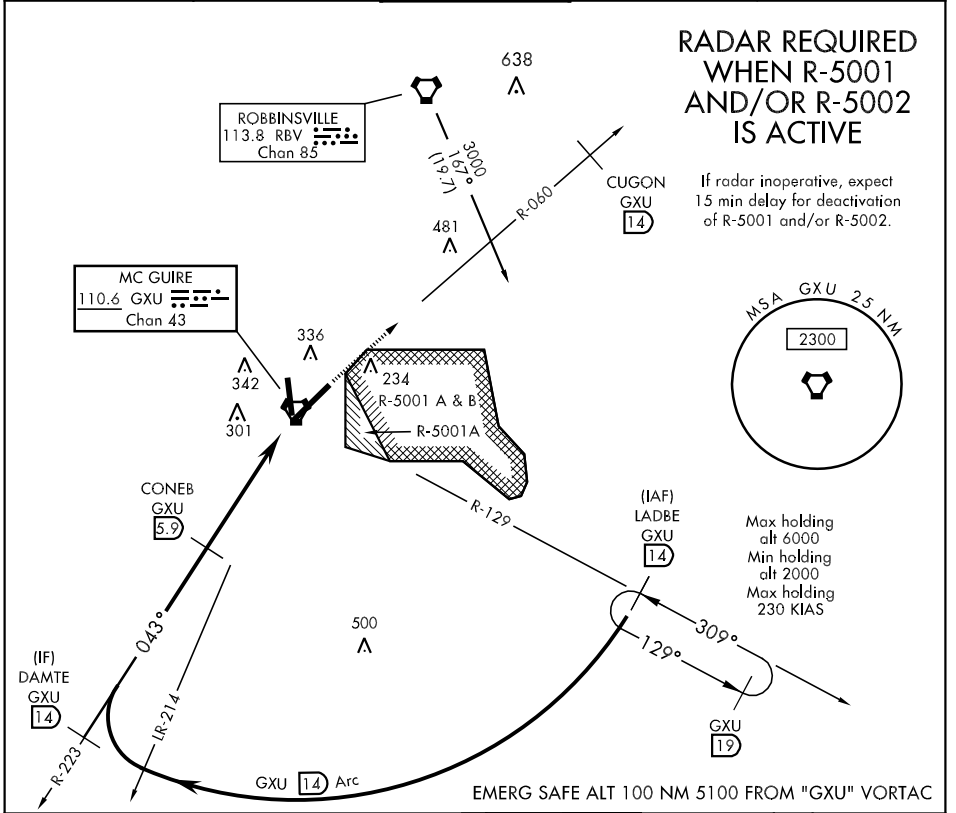 RADAR REQUIRED
WHEN R-5001
AND/OR R-5002
IS ACTIVE
If radar inoperative, expect
15 min delay for deactivation
of R-5001 and/or R-5002.
638
ROBBINSVILLE
113.8 RBV
Chan 85
3000
167°
(19.7)
R-060
CUGON
GXU
14
481
MC GUIRE
110.6 GXU
Chan 43
336
342
301
234
R-5001 A & B
R-5001A
MSA GXU 25 NM
2300
R-129
CONEB
GXU
5.9
(IAF)
LADBE
GXU
14
Max holding
alt 6000
Min holding
alt 2000
Max holding
230 KIAS
309°
129°
GXU
19
500
043°
(IF)
DAMTE
GXU
14
R-223
LR-214
GXU 14 Arc
EMERG SAFE ALT 100 NM 5100 FROM "GXU" VORTAC